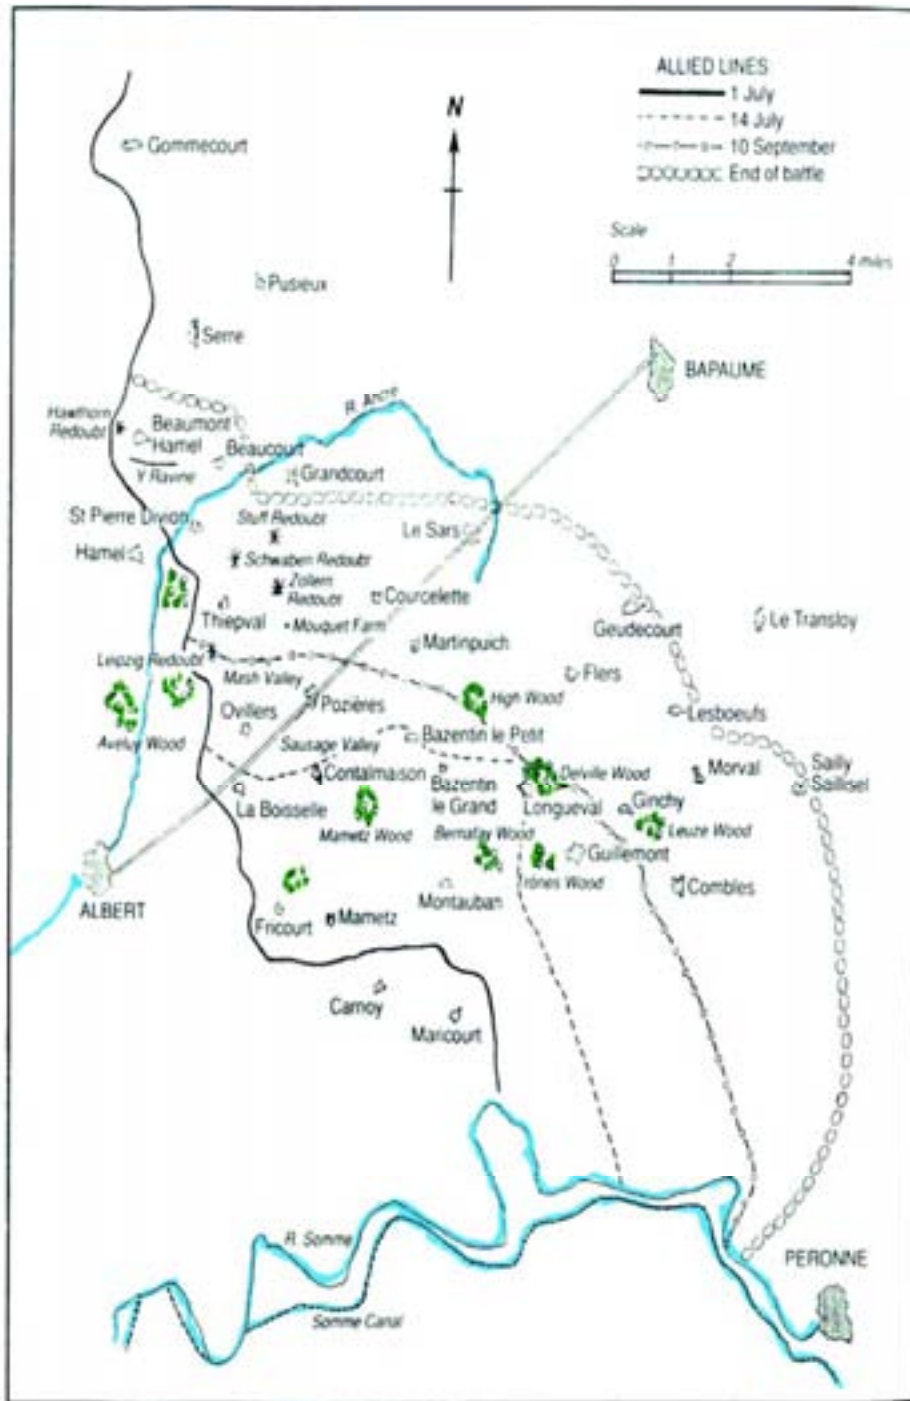 ALLIED LINES
1 July
14 July
10 September
End of battle
N
Scale
0 1 2 4 miles
Gommecourt
Pusieux
Serre
BAPAUME
R. Ancre
Hawthorn
Redoubt
Beaumont
Hamel
Beaucourt
Y Ravine
Grandcourt
St Pierre Divion
Stuff Redoubt
Le Sars
Hamel
Schwaben Redoubt
Zollern
Redoubt
Courcelette
Thiepval
Mouquet Farm
Geudecourt
Le Transloy
Martinpuich
Leipzig Redoubt
Mash Valley
Flers
Ovillers
Pozières
High Wood
Lesboeufs
Aveluy Wood
Sausage Valley
Bazentin le Petit
Contalmaison
Bazentin
le Grand
Delville Wood
Morval
Sailly
Saillisel
La Boisselle
Longueval
Ginchy
Mametz Wood
Bernafay Wood
Leuze Wood
Guillemont
ALBERT
Montauban
Trones Wood
Combles
Fricourt
Mametz
Carnoy
Maricourt
R. Somme
PERONNE
Somme Canal